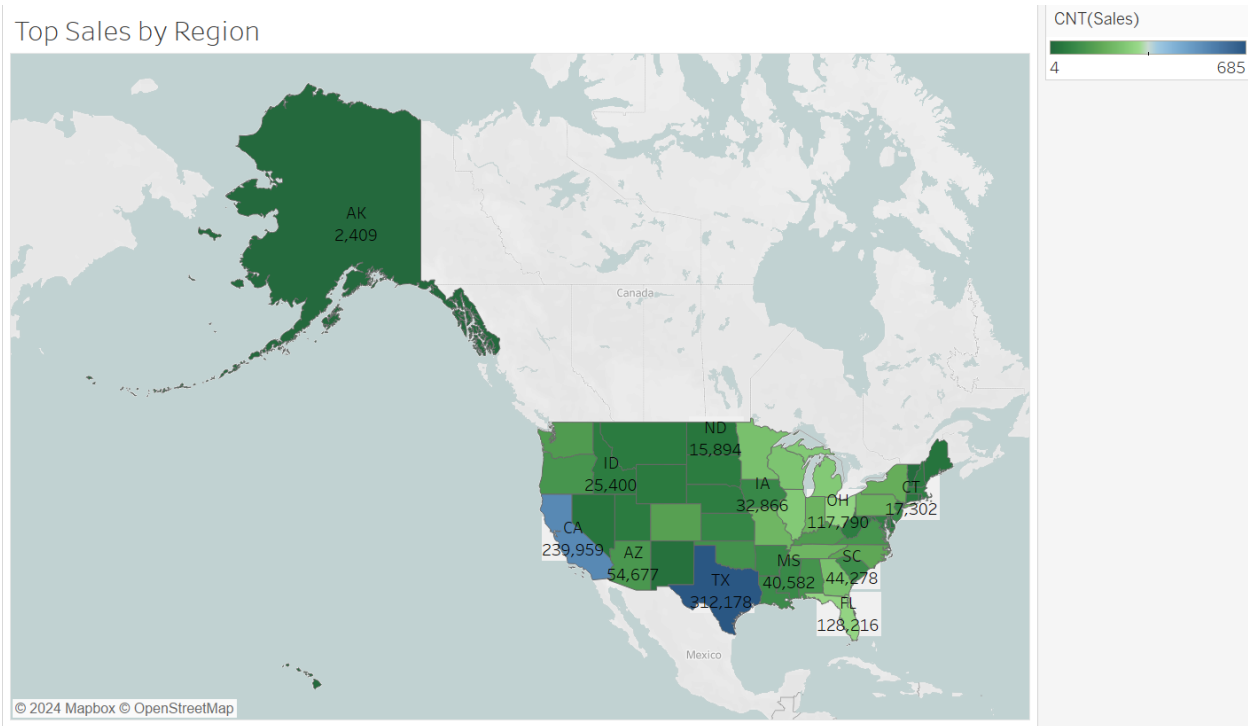 Top Sales by Region
CNT(Sales)
4
685
AK
2,409
Canada
ND
15,894
ID
25,400
IA
32,866
OH
117,790
CT
17,302
CA
239,959
AZ
54,677
TX
312,178
MS
40,582
SC
44,278
FL
128,216
Mexico
© 2024 Mapbox © OpenStreetMap